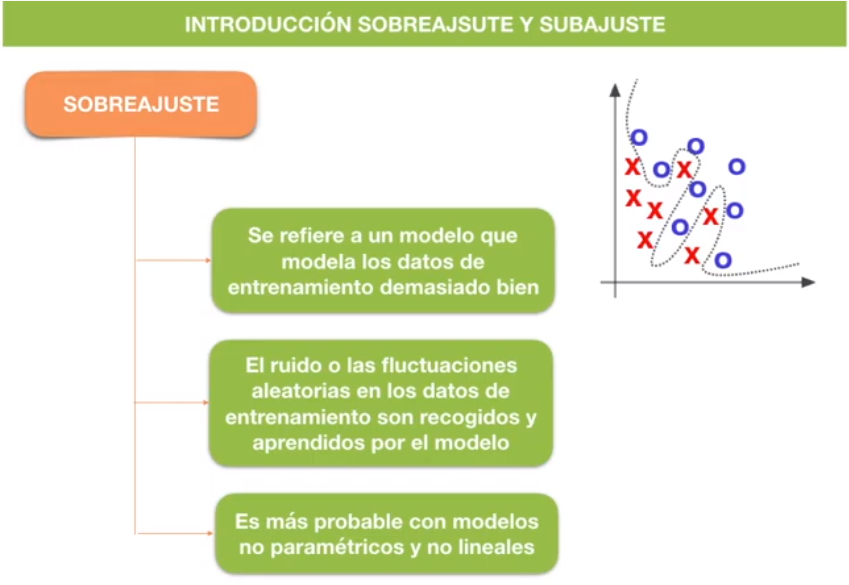 INTRODUCCIÓN SOBREAJSUTE Y SUBAJUSTE
SOBREAJUSTE
Se refiere a un modelo que
modela los datos de
entrenamiento demasiado bien
El ruido o las fluctuaciones
aleatorias en los datos de
entrenamiento son recogidos y
aprendidos por el modelo
Es más probable con modelos
no paramétricos y no lineales